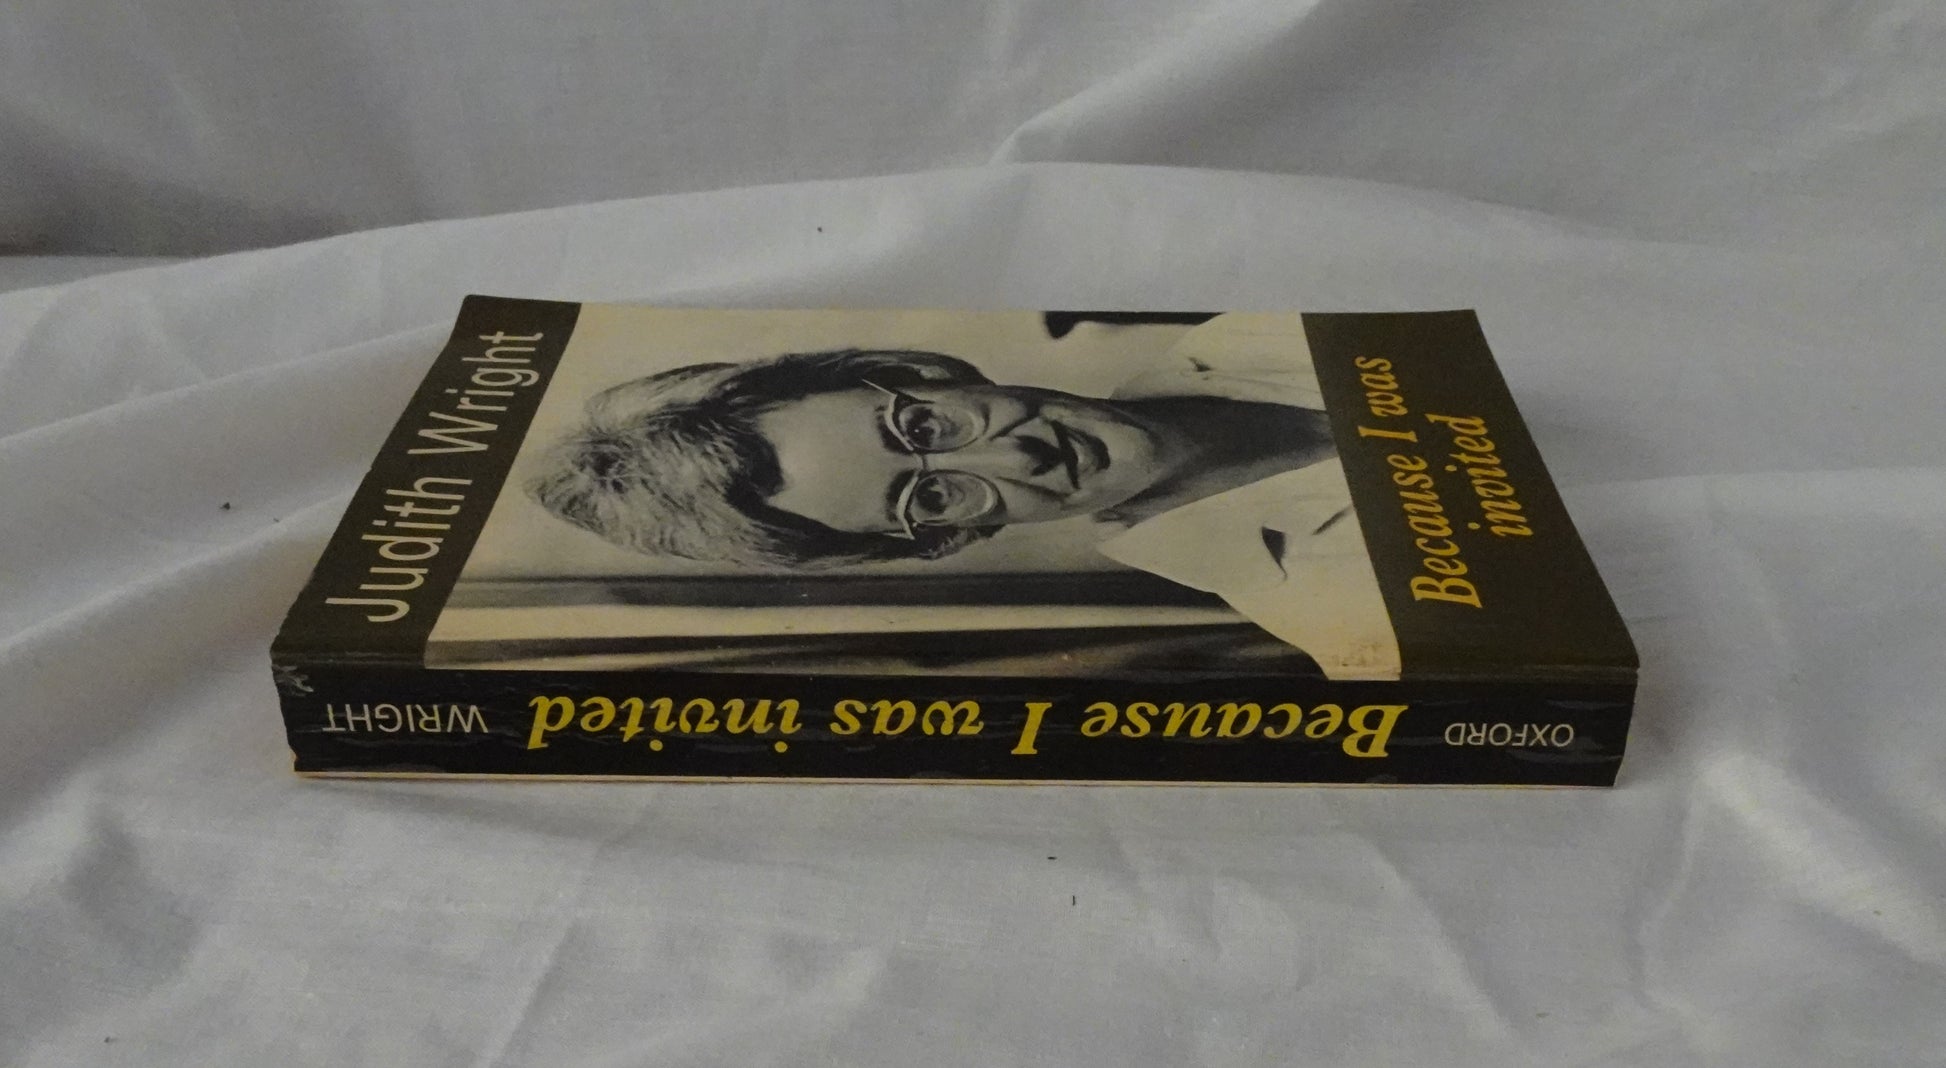 Judith Wright
Because I was
invited
OXFORD
Because I was invited
WRIGHT